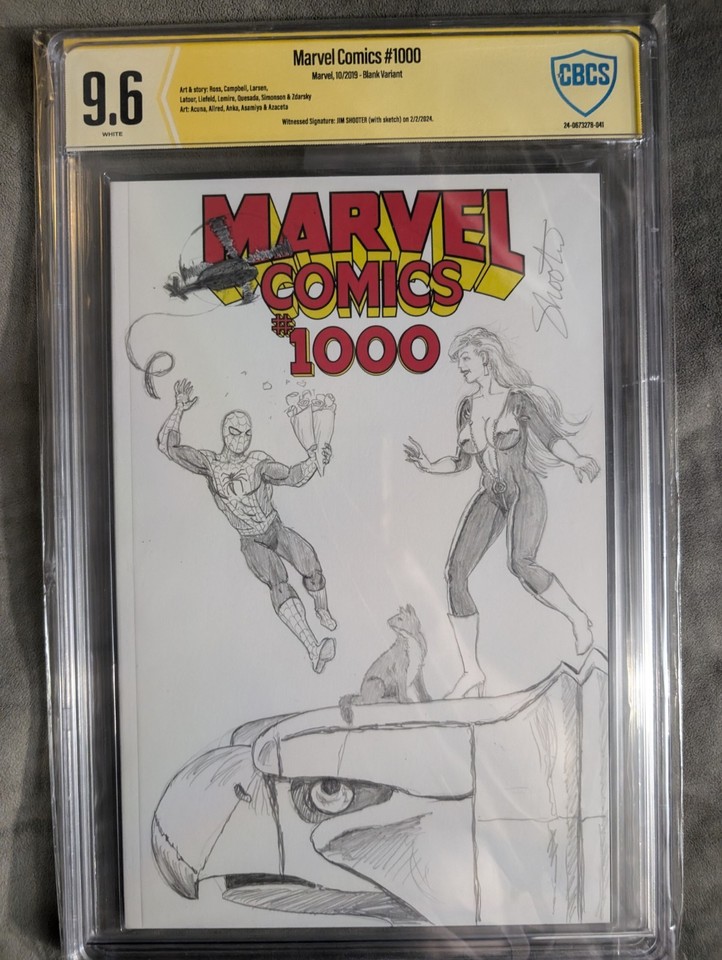 Marvel Comics #1000
Marvel, 10/2019 - Blank Variant
9.6
WHITE
Art & story: Ross, Campbell, Larsen,
Latour, Liefeld, Lemire, Quesada, Simonson & Zdarsky
Art: Acuna, Allred, Anka, Asamiya & Azaceta
Witnessed Signature: JIM SHOOTER (with sketch) on 2/2/2024.
CBCS
24-0673278-041
MARVEL
COMICS
#1000
Shooter